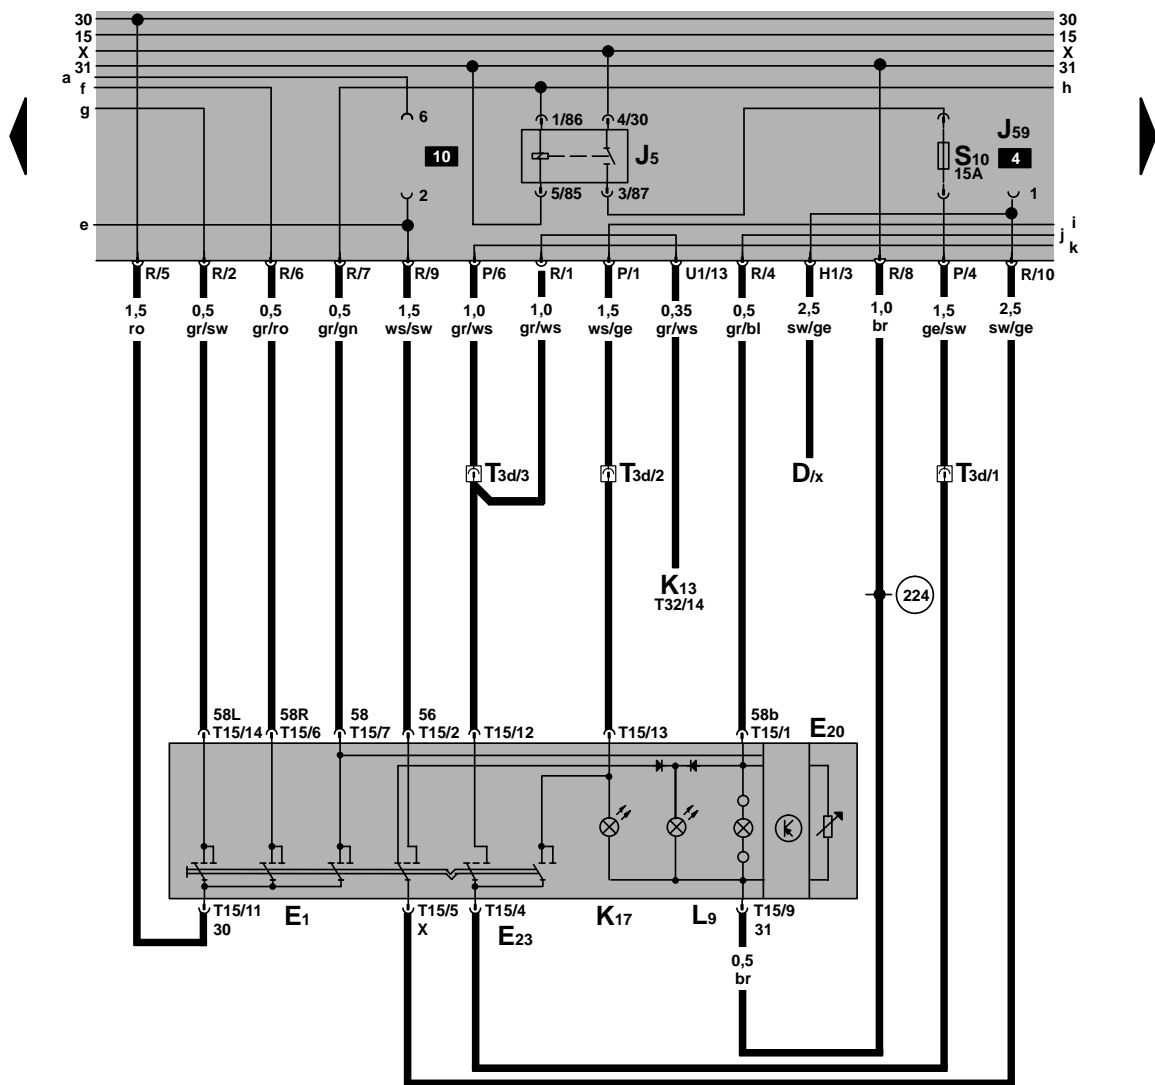 30 30
15 15
X X
31 31
a
f h
g
6 1/86 4/30 J59
10 J5 S10 4
15A
2 5/85 3/87 1
e i
j
k
R/5 R/2 R/6 R/7 R/9 P/6 R/1 P/1 U1/13 R/4 H1/3 R/8 P/4 R/10
1,5 0,5 0,5 0,5 1,5 1,0 1,0 1,5 0,35 0,5 2,5 1,0 1,5 2,5
ro gr/sw gr/ro gr/gn ws/sw gr/ws gr/ws ws/ge gr/ws gr/bl sw/ge br ge/sw sw/ge
T3d/3 T3d/2 D/x T3d/1
K13
T32/14
224
58L 58R 58 56 58b
T15/14 T15/6 T15/7 T15/2 T15/12 T15/13 T15/1 E20
T15/11 E1 T15/5 T15/4 K17 L9 T15/9
30 X E23 31
0,5
br